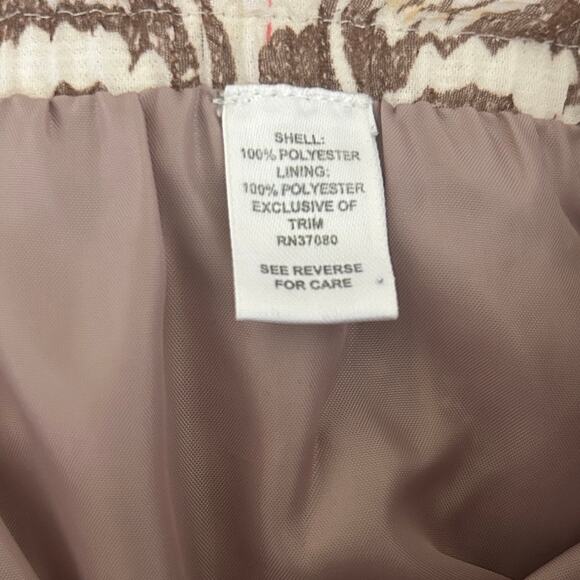 SHELL:
100% POLYESTER
LINING:
100% POLYESTER
EXCLUSIVE OF
TRIM
RN37080
SEE REVERSE
FOR CARE